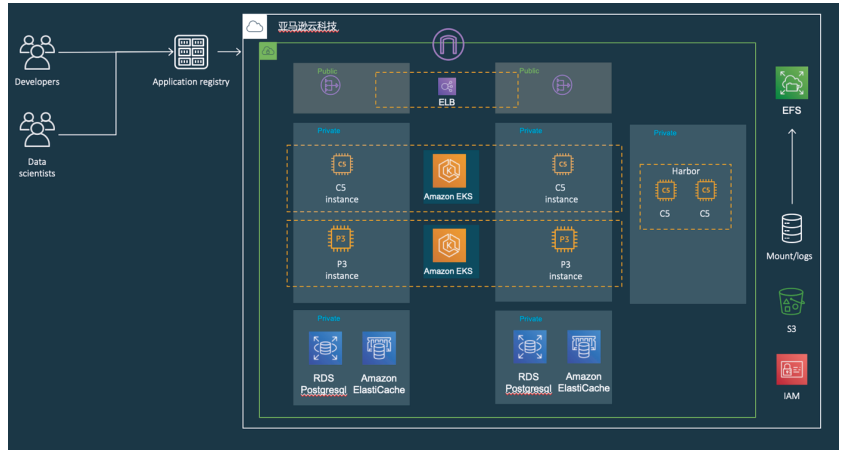 亚马逊云科技
Developers
Application registry
Data
scientists
Public
Public
ELB
EFS
Private
Private
Private
C5
C5
instance
Amazon EKS
C5
C5
instance
Harbor
C5
C5
C5
C5
P3
P3
instance
Amazon EKS
P3
P3
instance
Mount/logs
Private
Private
S3
RDS
Postgresql
Amazon
ElastiCache
RDS
Postgresql
Amazon
ElastiCache
IAM